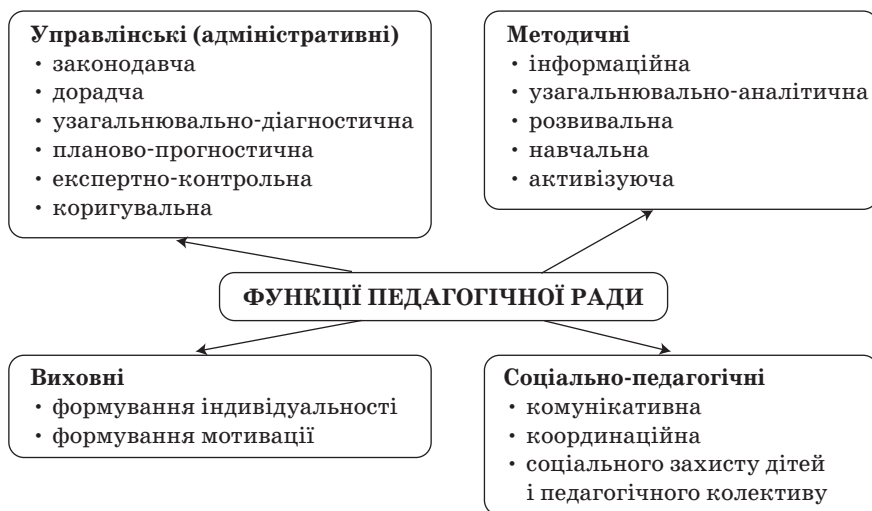 Управлінські (адміністративні)
• законодавча
• дорадча
• узагальнювально-діагностична
• планово-прогностична
• експертно-контрольна
• коригувальна
Методичні
• інформаційна
• узагальнювально-аналітична
• розвивальна
• навчальна
• активізуюча
ФУНКЦІЇ ПЕДАГОГІЧНОЇ РАДИ
Виховні
• формування індивідуальності
• формування мотивації
Соціально-педагогічні
• комунікативна
• координаційна
• соціального захисту дітей
і педагогічного колективу